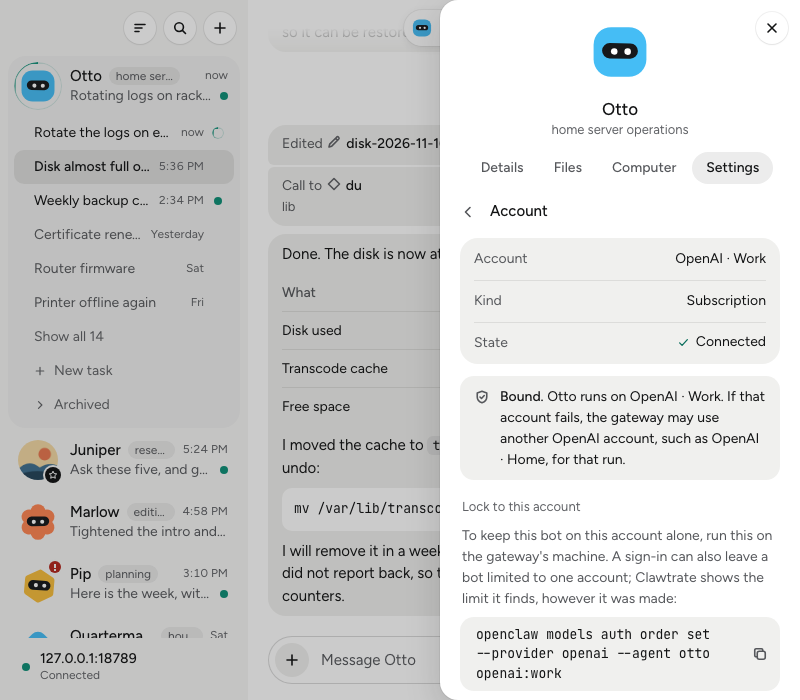 Otto
home ser...
now
Rotating logs on rack...
Rotate the logs on e...
now
Disk almost full o...
5:36 PM
Weekly backup c...
2:34 PM
Certificate rene...
Yesterday
Router firmware
Sat
Printer offline again
Fri
Show all 14
New task
Archived
Juniper
rese...
5:24 PM
Ask these five, and g...
Marlow
editi...
4:58 PM
Tightened the intro and...
Pip
planning
3:10 PM
Here is the week, wit...
Quarterma
hou
Sat
127.0.0.1:18789
Connected
so it can be restor
Edited disk-2026-11-1
Call to du
lib
Done. The disk is now at
What
Disk used
Transcode cache
Free space
I moved the cache to
undo:
mv /var/lib/transco
I will remove it in a week
did not report back, so t
counters.
Message Otto
Otto
home server operations
Details
Files
Computer
Settings
Account
Account
OpenAI · Work
Kind
Subscription
State
Connected
Bound. Otto runs on OpenAI · Work. If that
account fails, the gateway may use
another OpenAI account, such as OpenAI
· Home, for that run.
Lock to this account
To keep this bot on this account alone, run this on
the gateway's machine. A sign-in can also leave a
bot limited to one account; Clawtrate shows the
limit it finds, however it was made:
openclaw models auth order set
--provider openai --agent otto
openai:work